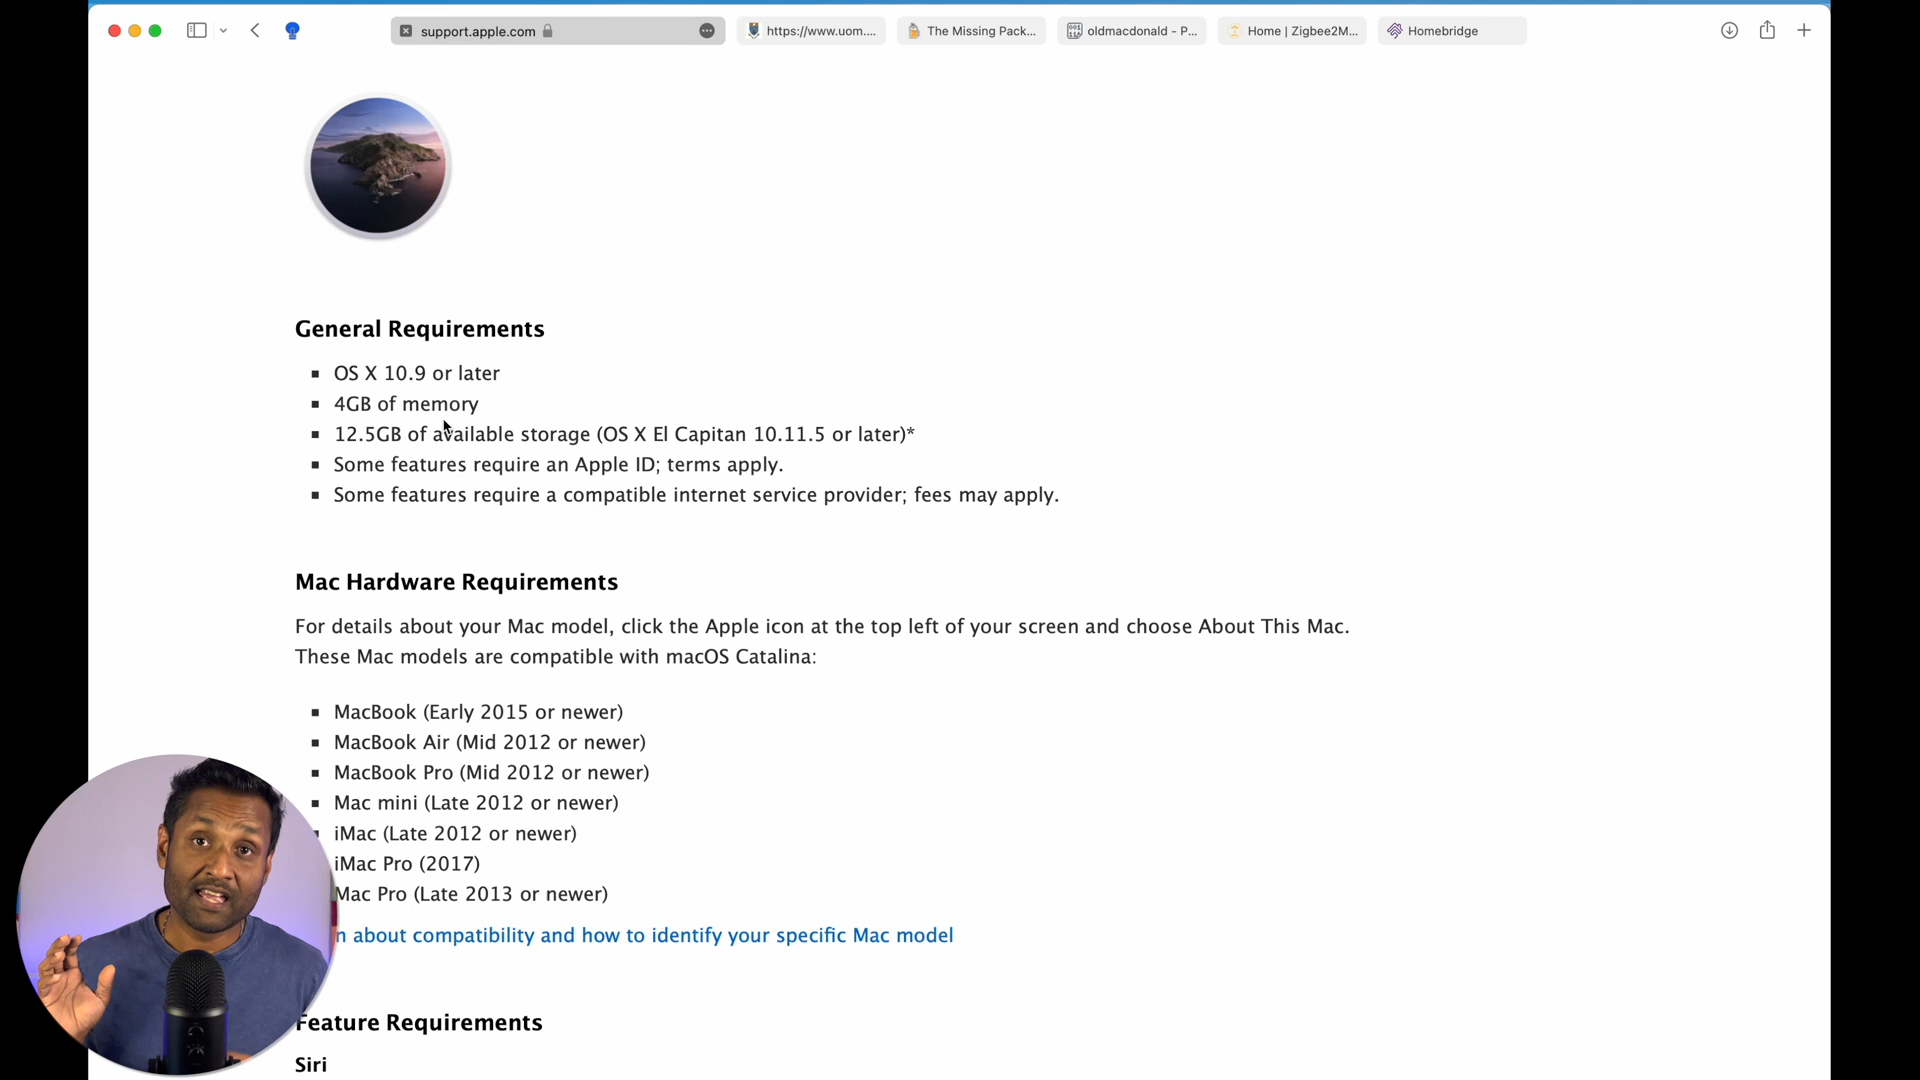 support.apple.com
https://www.uom....
The Missing Pack...
oldmacdonald - P...
Home | Zigbee2M...
Homebridge
General Requirements
OS X 10.9 or later
4GB of memory
12.5GB of available storage (OS X El Capitan 10.11.5 or later)*
Some features require an Apple ID; terms apply.
Some features require a compatible internet service provider; fees may apply.
Mac Hardware Requirements
For details about your Mac model, click the Apple icon at the top left of your screen and choose About This Mac.
These Mac models are compatible with macOS Catalina:
MacBook (Early 2015 or newer)
MacBook Air (Mid 2012 or newer)
MacBook Pro (Mid 2012 or newer)
Mac mini (Late 2012 or newer)
iMac (Late 2012 or newer)
iMac Pro (2017)
Mac Pro (Late 2013 or newer)
n about compatibility and how to identify your specific Mac model
Feature Requirements
Siri